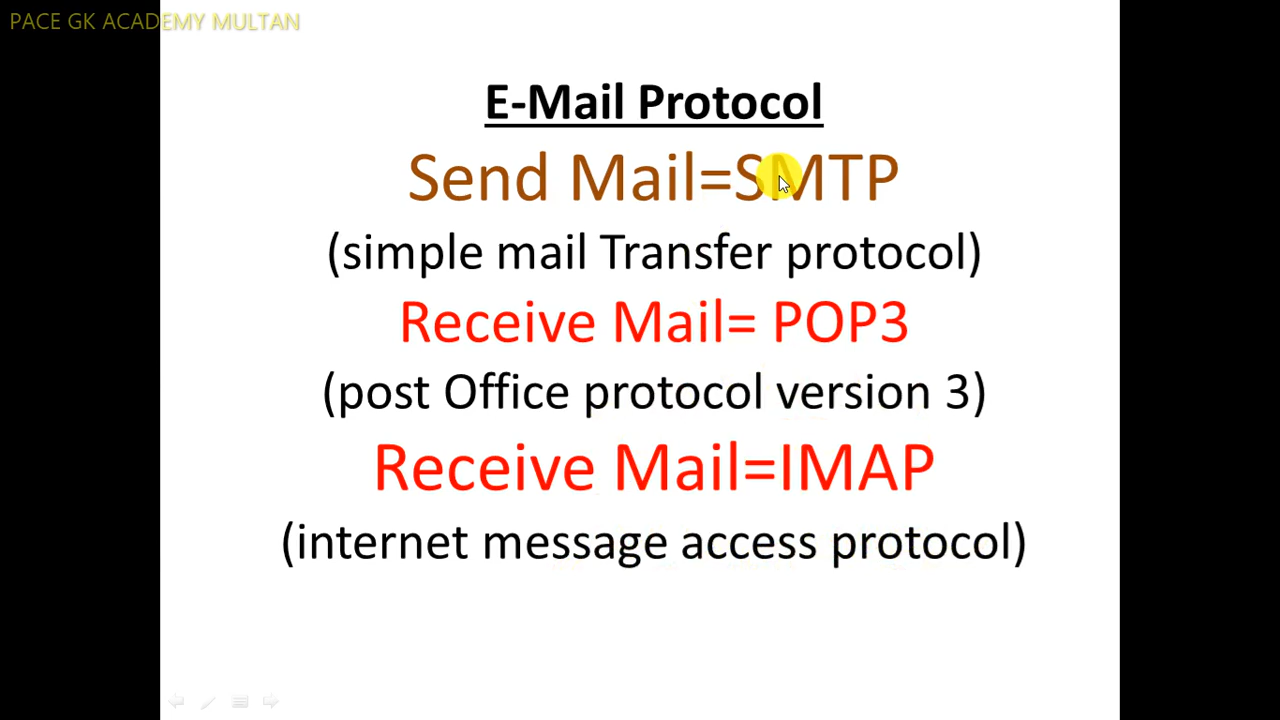 PACE GK ACADEMY MULTAN
E-Mail Protocol
Send Mail=SMTP
(simple mail Transfer protocol)
Receive Mail= POP3
(post Office protocol version 3)
Receive Mail=IMAP
(internet message access protocol)